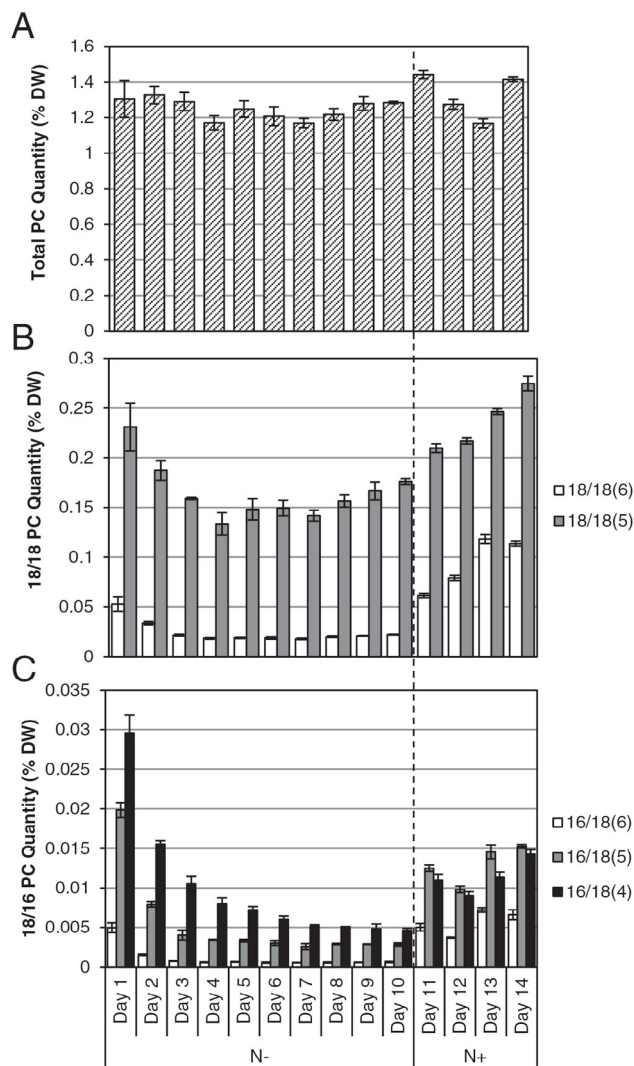 A
Total PC Quantity (% DW)
1.6
1.4
1.2
1
0.8
0.6
0.4
0.2
0
B
18/18 PC Quantity (% DW)
0.3
0.25
0.2
0.15
0.1
0.05
0
18/18(6)
18/18(5)
C
18/16 PC Quantity (% DW)
0.035
0.03
0.025
0.02
0.015
0.01
0.005
0
16/18(6)
16/18(5)
16/18(4)
Day 1
Day 2
Day 3
Day 4
Day 5
Day 6
Day 7
Day 8
Day 9
Day 10
Day 11
Day 12
Day 13
Day 14
N-
N+